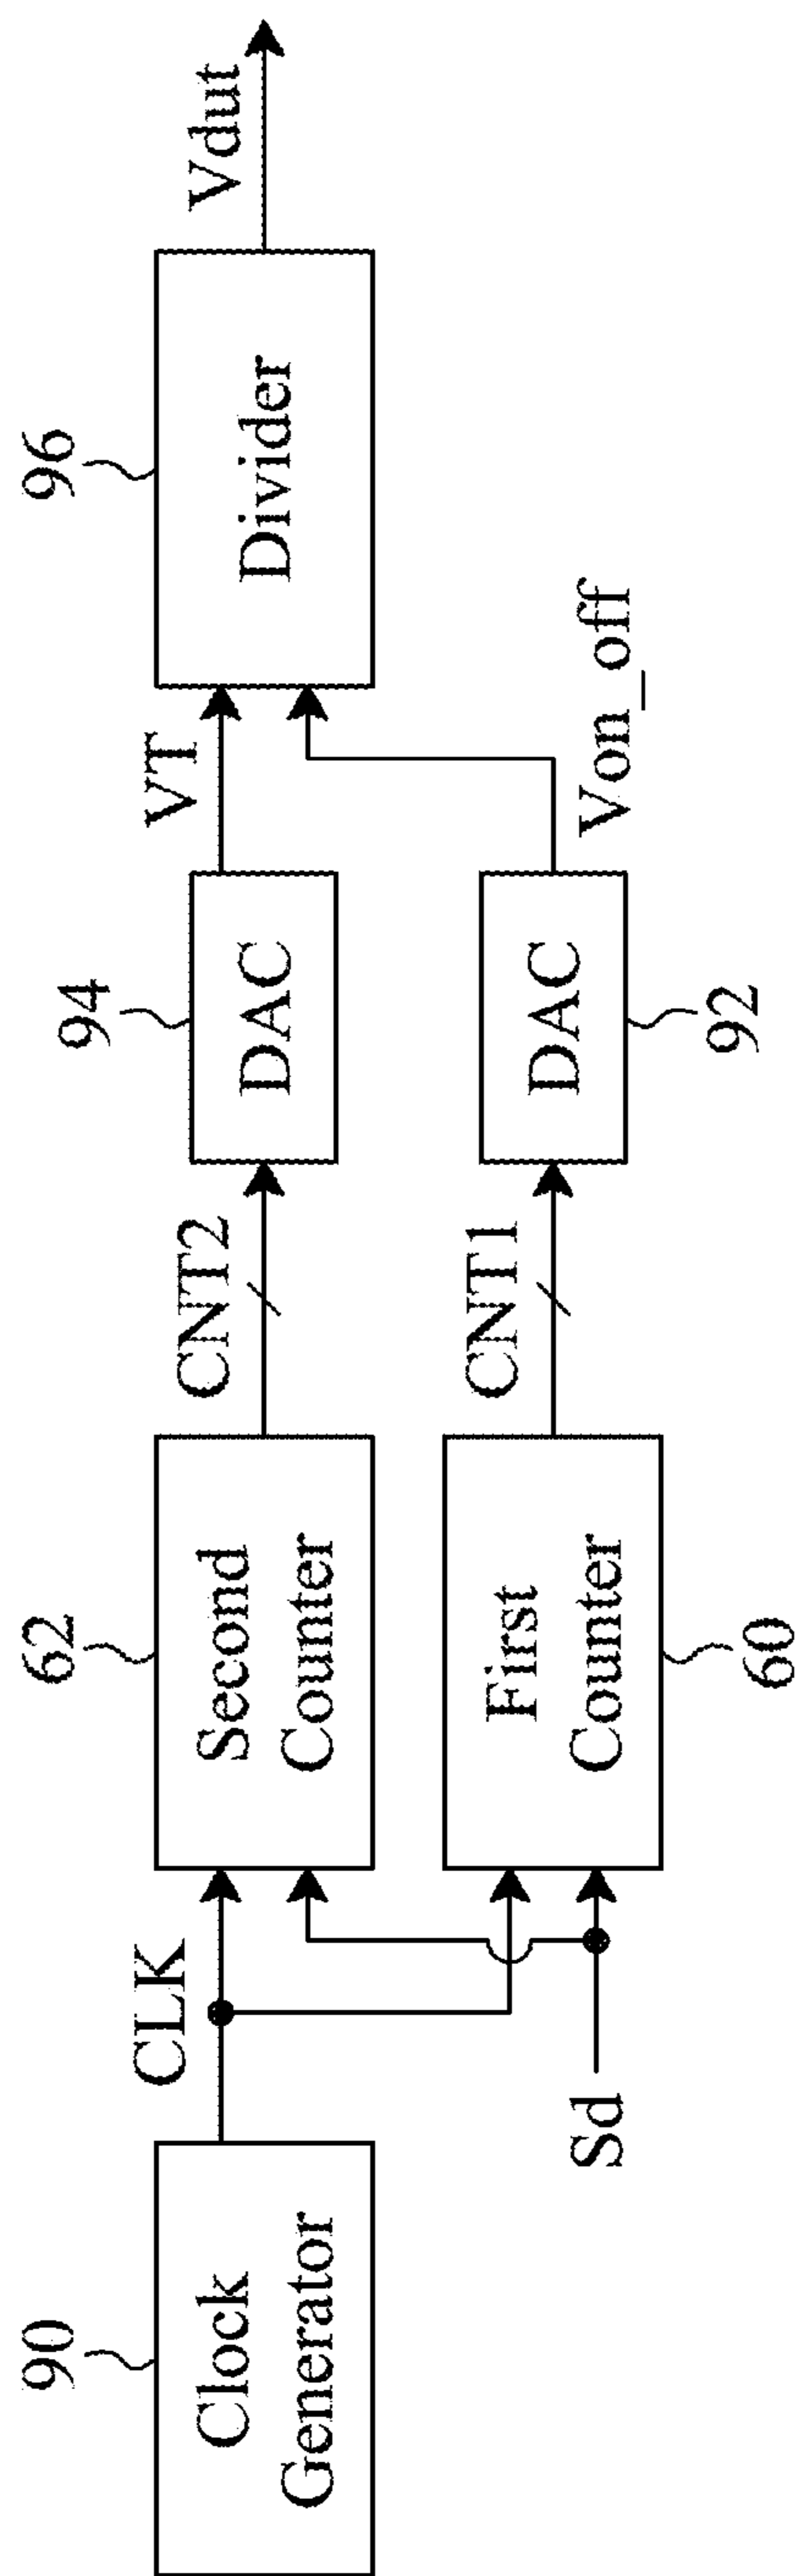 90
Clock
Generator
CLK
Sd
62
Second
Counter
First
Counter
60
CNT2
CNT1
94
DAC
DAC
92
VT
Von_off
96
Divider
Vdut